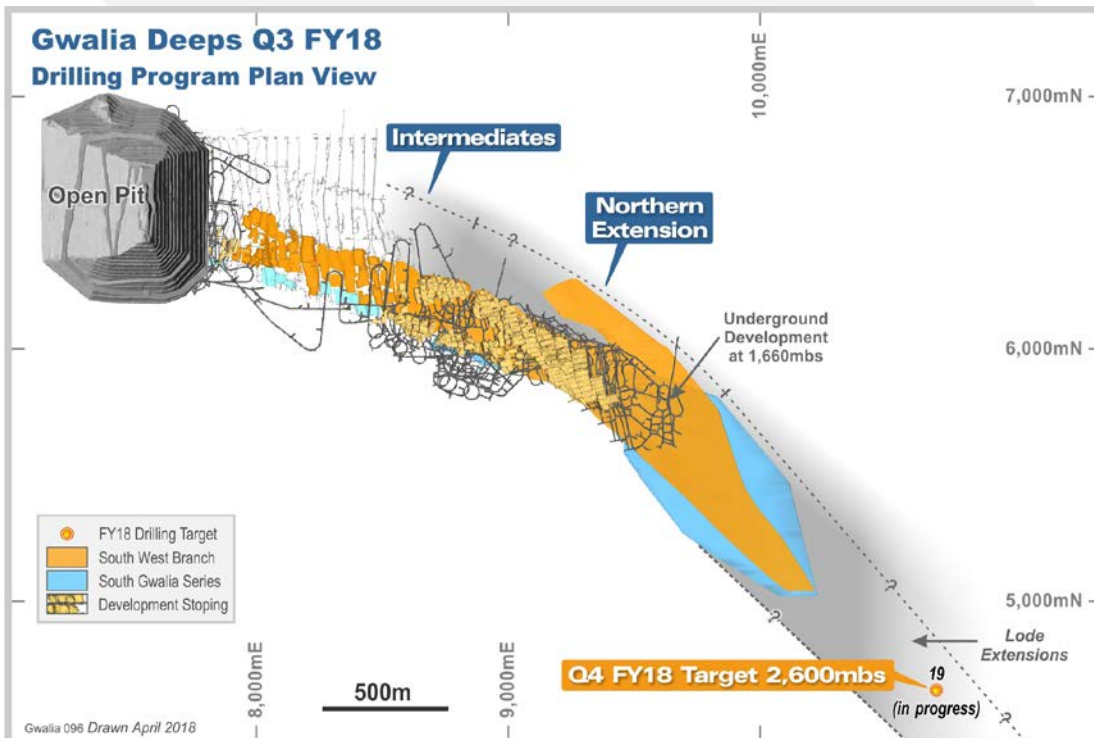 Gwalia Deeps Q3 FY18
Drilling Program Plan View
10,000mE
7,000mN
Intermediates
Open Pit
Northern
Extension
?
?
Underground
Development
at 1,660mbs
6,000mN
FY18 Drilling Target
South West Branch
South Gwalia Series
Development Stoping
?
?
5,000mN
8,000mE
9,000mE
Lode
Extensions
500m
Q4 FY18 Target 2,600mbs
19
(in progress)
?
Gwalia 096 Drawn April 2018